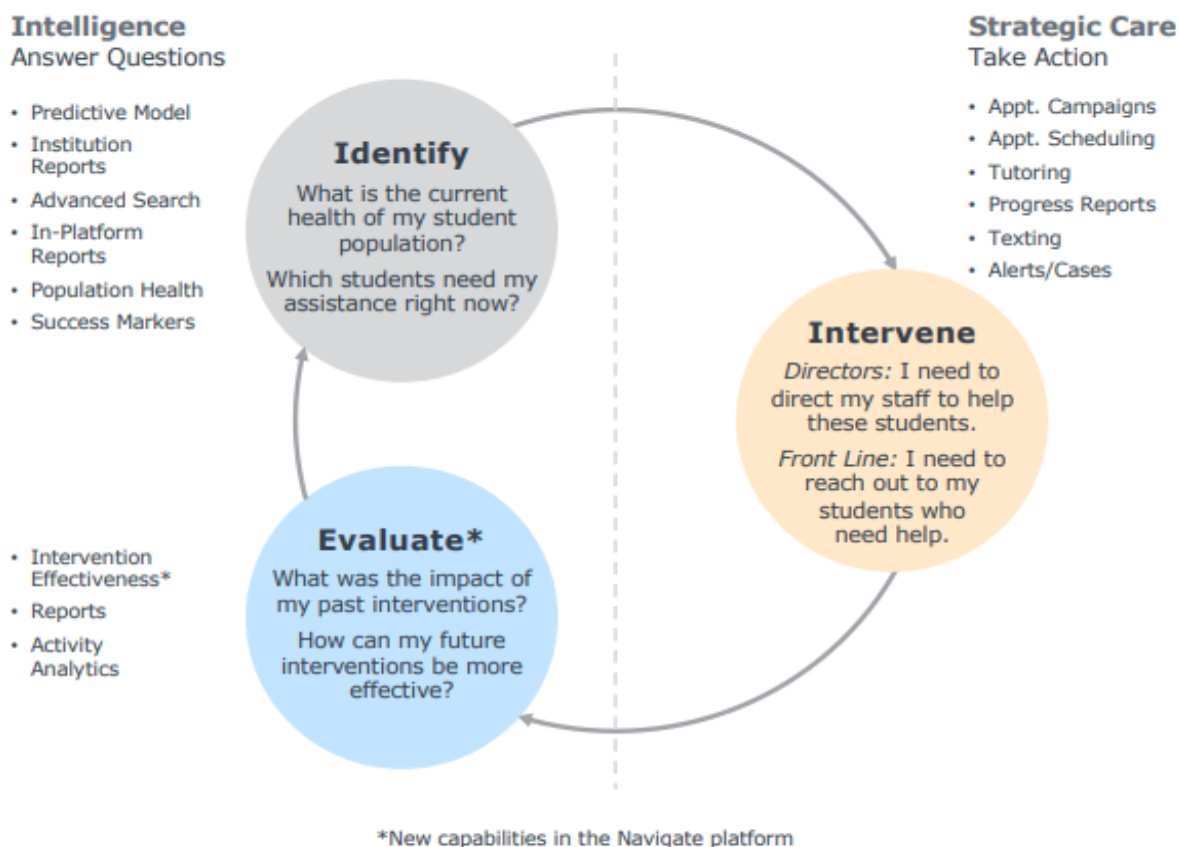 Intelligence
Answer Questions
• Predictive Model
• Institution
Reports
• Advanced Search
• In-Platform
Reports
• Population Health
• Success Markers
Identify
What is the current
health of my student
population?
Which students need my
assistance right now?
Strategic Care
Take Action
• Appt. Campaigns
• Appt. Scheduling
• Tutoring
• Progress Reports
• Texting
• Alerts/Cases
Intervene
Directors: I need to
direct my staff to help
these students.
Front Line: I need to
reach out to my
students who
need help.
Evaluate*
What was the impact of
my past interventions?
How can my future
interventions be more
effective?
• Intervention
Effectiveness*
• Reports
• Activity
Analytics
*New capabilities in the Navigate platform